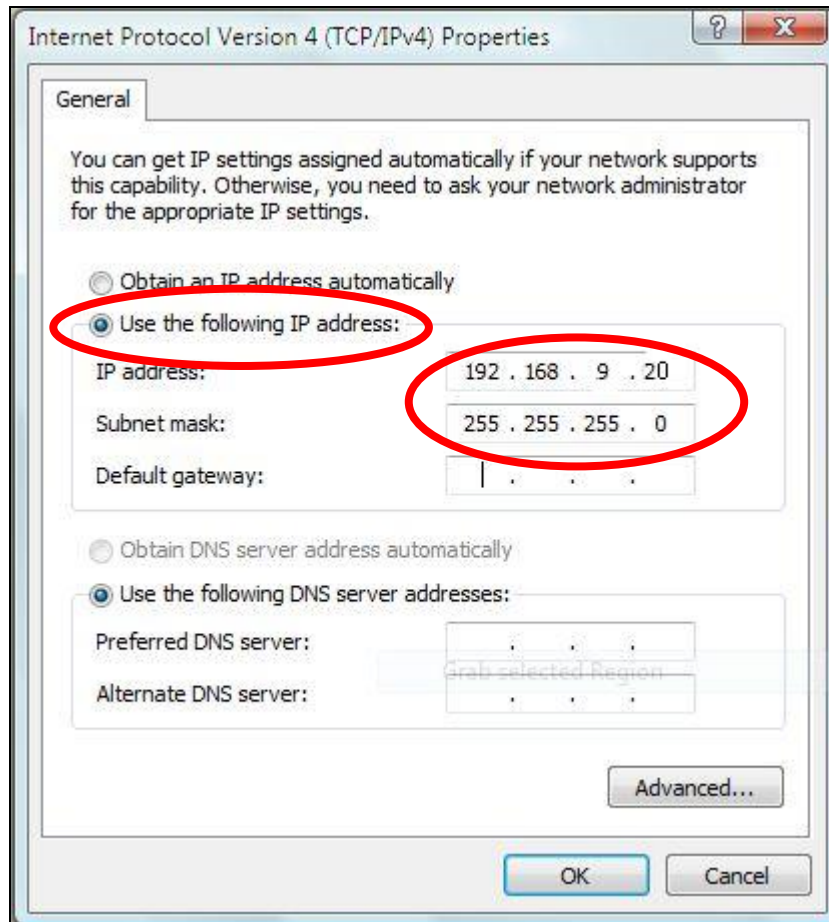 Internet Protocol Version 4 (TCP/IPv4) Properties
?
General
You can get IP settings assigned automatically if your network supports
this capability. Otherwise, you need to ask your network administrator
for the appropriate IP settings.
Obtain an IP address automatically
Use the following IP address:
IP address: 192 . 168 . 9 . 20
Subnet mask: 255 . 255 . 255 . 0
Default gateway: . . .
Obtain DNS server address automatically
Use the following DNS server addresses:
Preferred DNS server: . . .
Grab selected Region
Alternate DNS server: . . .
Advanced...
OK Cancel